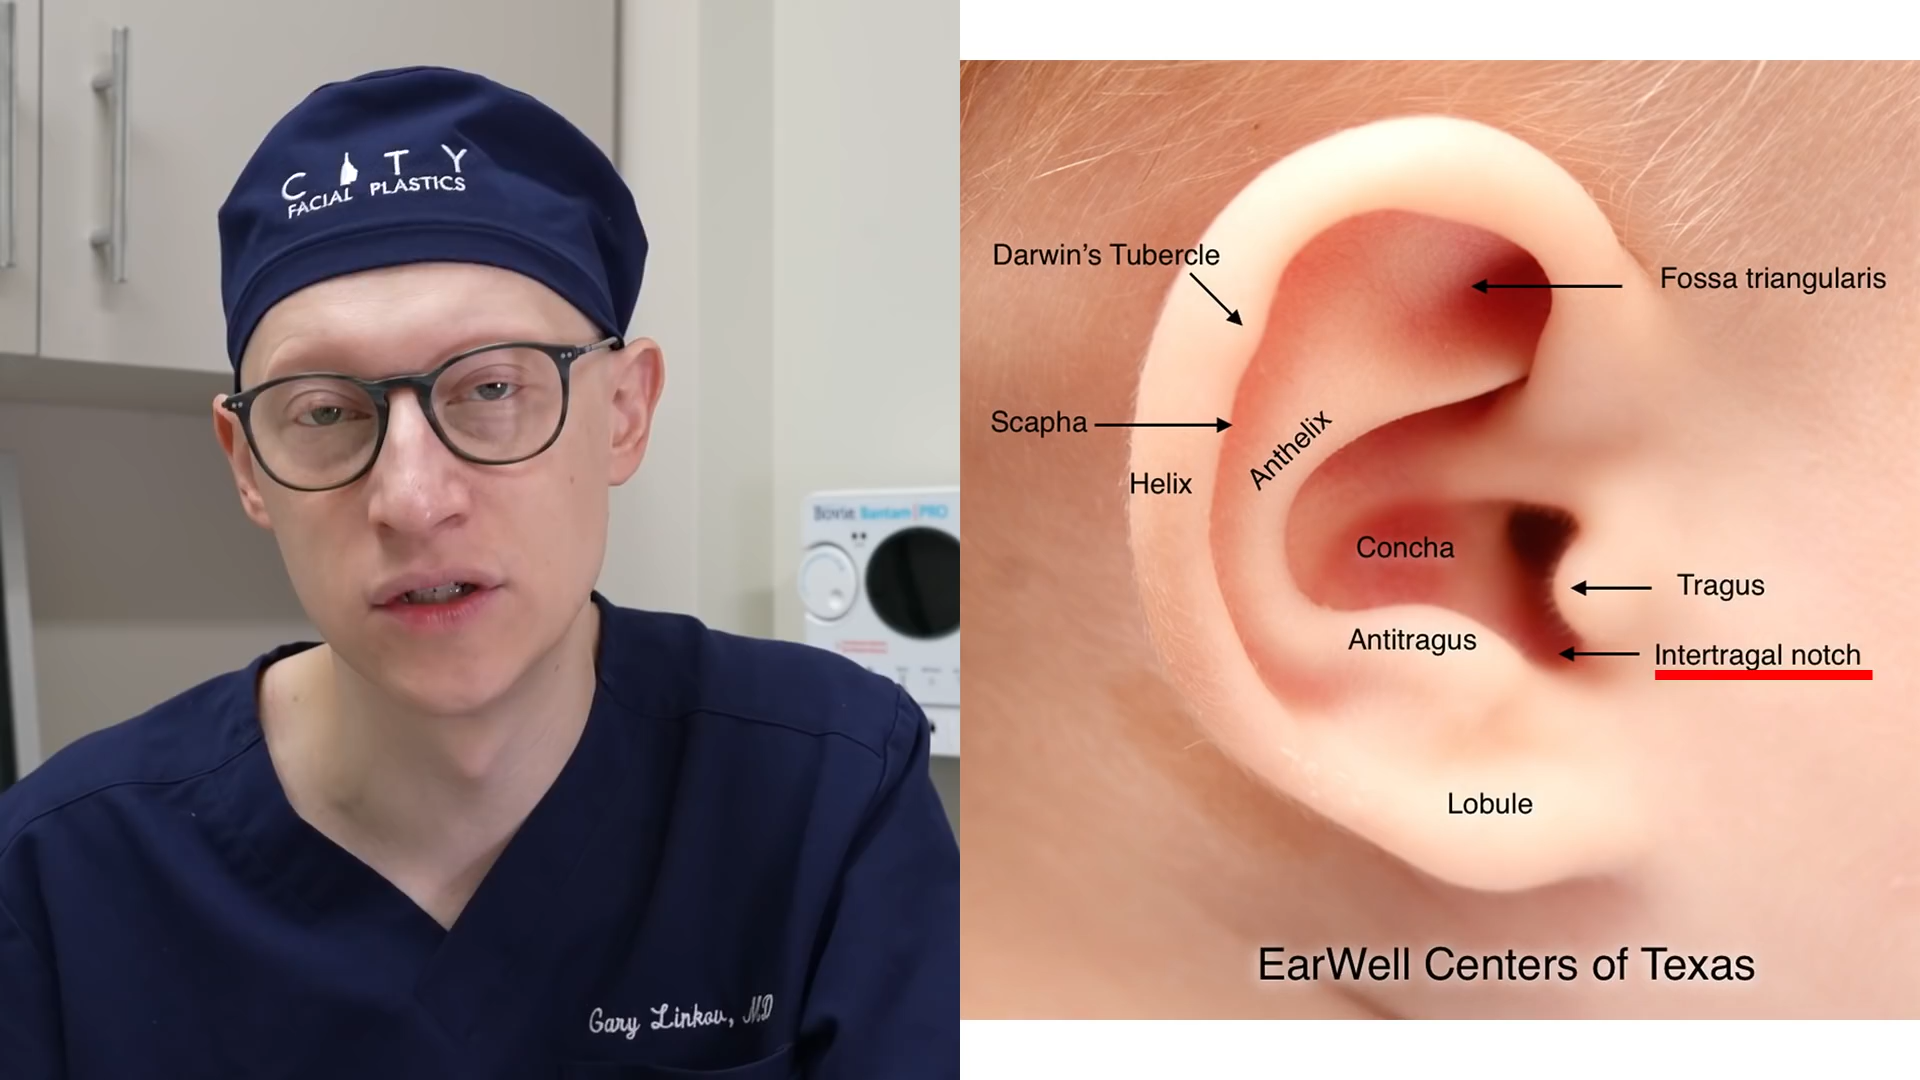 C I T Y
FACIAL PLASTICS
Bovie Bantam|PRO
Gary Linkov, MD
Darwin's Tubercle
Fossa triangularis
Scapha
Anthelix
Helix
Concha
Tragus
Antitragus
Intertragal notch
Lobule
EarWell Centers of Texas